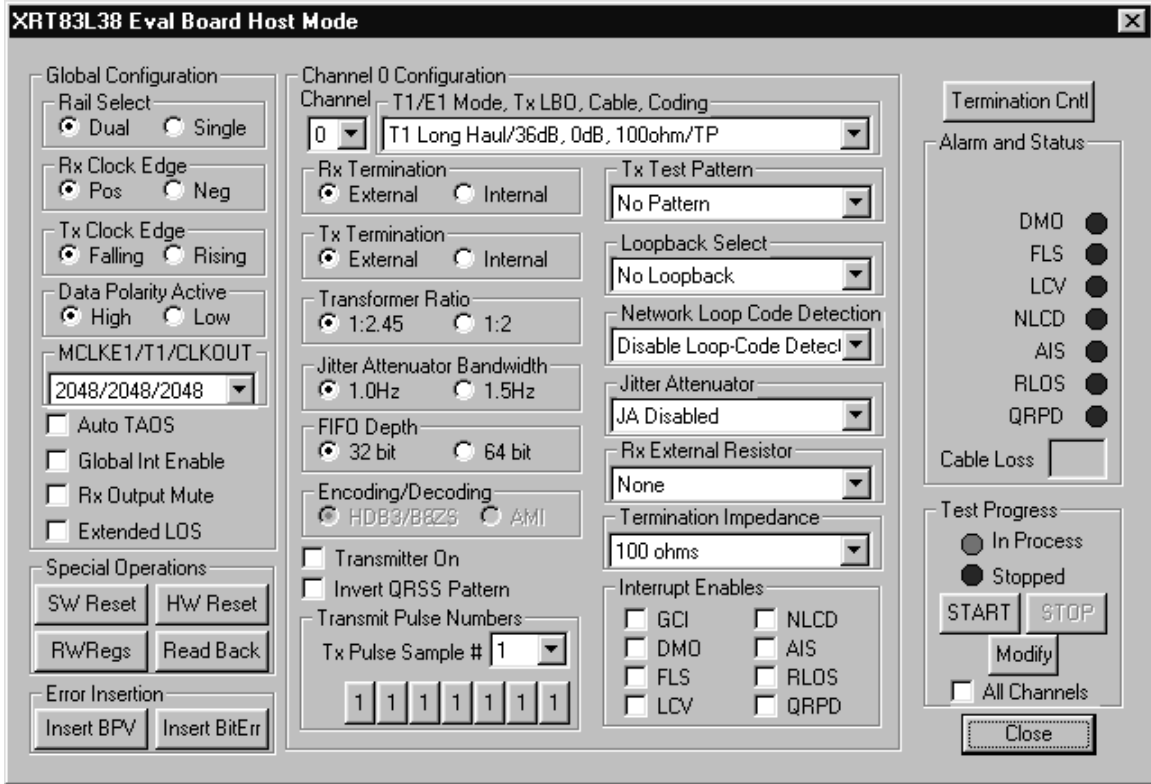 XRT83L38 Eval Board Host Mode
Global Configuration
Rail Select
Dual Single
Rx Clock Edge
Pos Neg
Tx Clock Edge
Falling Rising
Data Polarity Active
High Low
MCLKE1/T1/CLKOUT
2048/2048/2048
Auto TAOS
Global Int Enable
Rx Output Mute
Extended LOS
Special Operations
SW Reset HW Reset
RWRegs Read Back
Error Insertion
Insert BPV Insert BitErr
Channel 0 Configuration
Channel T1/E1 Mode, Tx LBO, Cable, Coding
0 T1 Long Haul/36dB, 0dB, 100ohm/TP
Rx Termination
External Internal
Tx Termination
External Internal
Transformer Ratio
1:2.45 1:2
Jitter Attenuator Bandwidth
1.0Hz 1.5Hz
FIFO Depth
32 bit 64 bit
Encoding/Decoding
HDB3/B8ZS AMI
Transmitter On
Invert QRSS Pattern
Transmit Pulse Numbers
Tx Pulse Sample # 1
1 1 1 1 1 1 1
Tx Test Pattern
No Pattern
Loopback Select
No Loopback
Network Loop Code Detection
Disable Loop-Code Detect
Jitter Attenuator
JA Disabled
Rx External Resistor
None
Termination Impedance
100 ohms
Interrupt Enables
GCI NLCD
DMO AIS
FLS RLOS
LCV QRPD
Termination Cntl
Alarm and Status
DMO
FLS
LCV
NLCD
AIS
RLOS
QRPD
Cable Loss
Test Progress
In Process
Stopped
START STOP
Modify
All Channels
Close